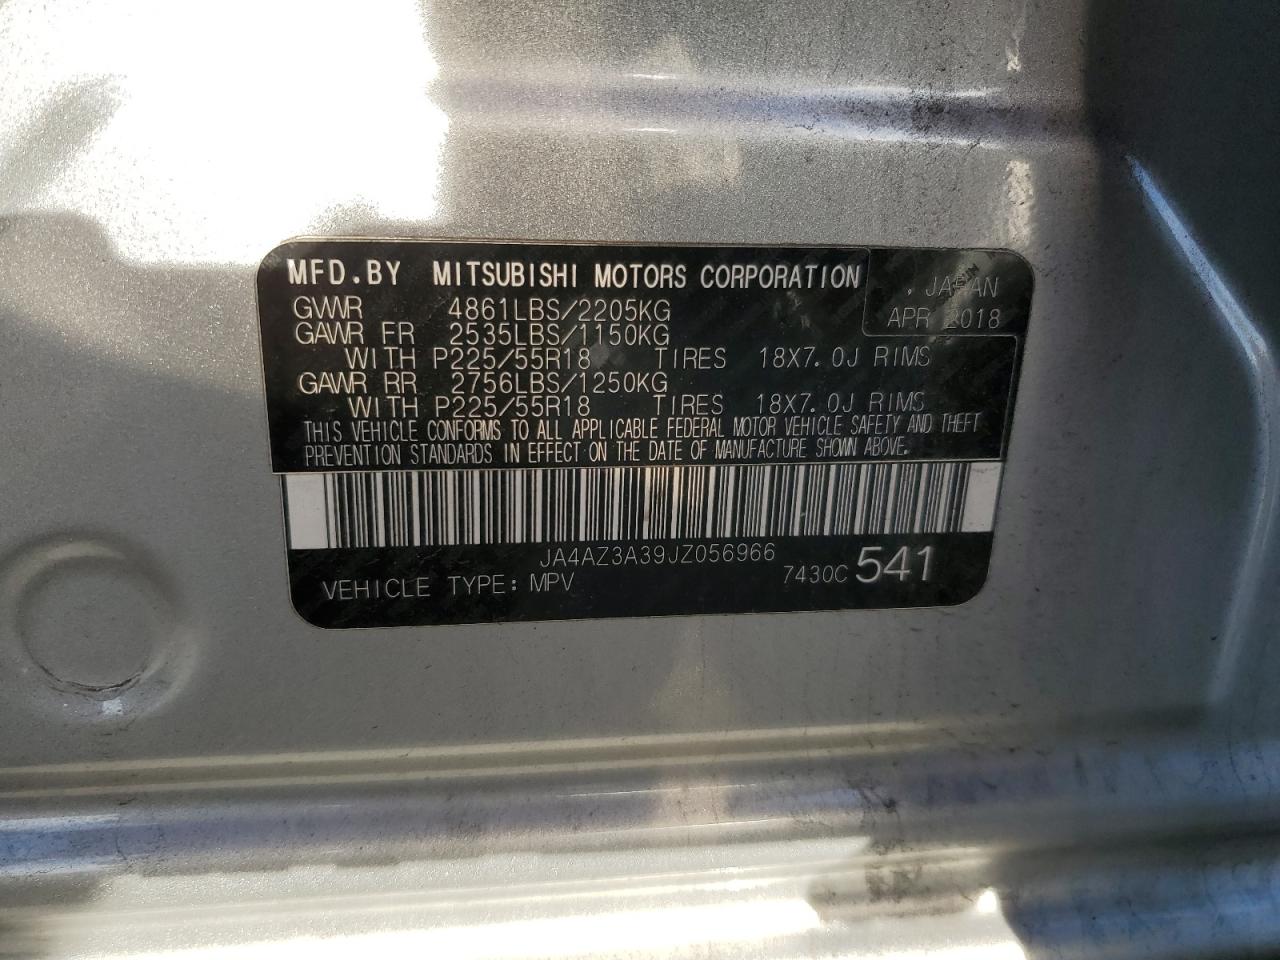 MFD.BY MITSUBISHI MOTORS CORPORATION JAPAN
GVWR 4861LBS/2205KG APR 2018
GAWR FR 2535LBS/1150KG
WITH P225/55R18 TIRES 18X7.0J RIMS
GAWR RR 2756LBS/1250KG
WITH P225/55R18 TIRES 18X7.0J RIMS
THIS VEHICLE CONFORMS TO ALL APPLICABLE FEDERAL MOTOR VEHICLE SAFETY AND THEFT
PREVENTION STANDARDS IN EFFECT ON THE DATE OF MANUFACTURE SHOWN ABOVE.
JA4AZ3A39JZ056966
VEHICLE TYPE: MPV 7430C 541